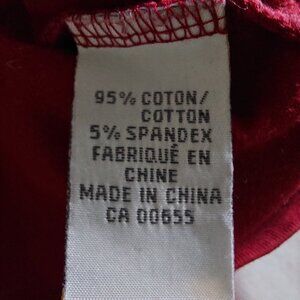 95% COTON/
COTTON
5% SPANDEX
FABRIQUÉ EN
CHINE
MADE IN CHINA
CA 00655